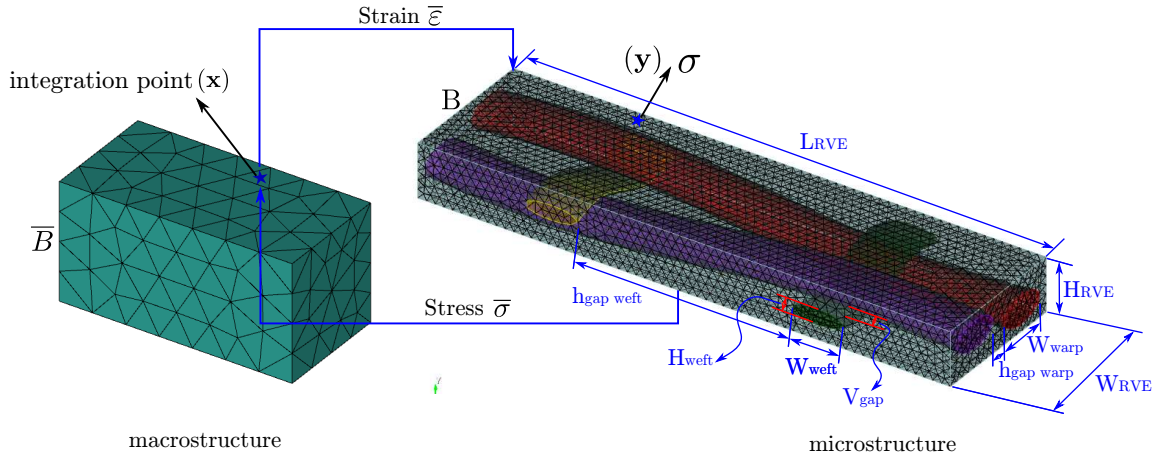 Strain ε̅
integration point (x)
(y) σ
B
L_RVE
B̅
h_gap weft
H_RVE
Stress σ̅
H_weft
W_weft
V_gap
W_warp
h_gap warp
W_RVE
Y
macrostructure
microstructure